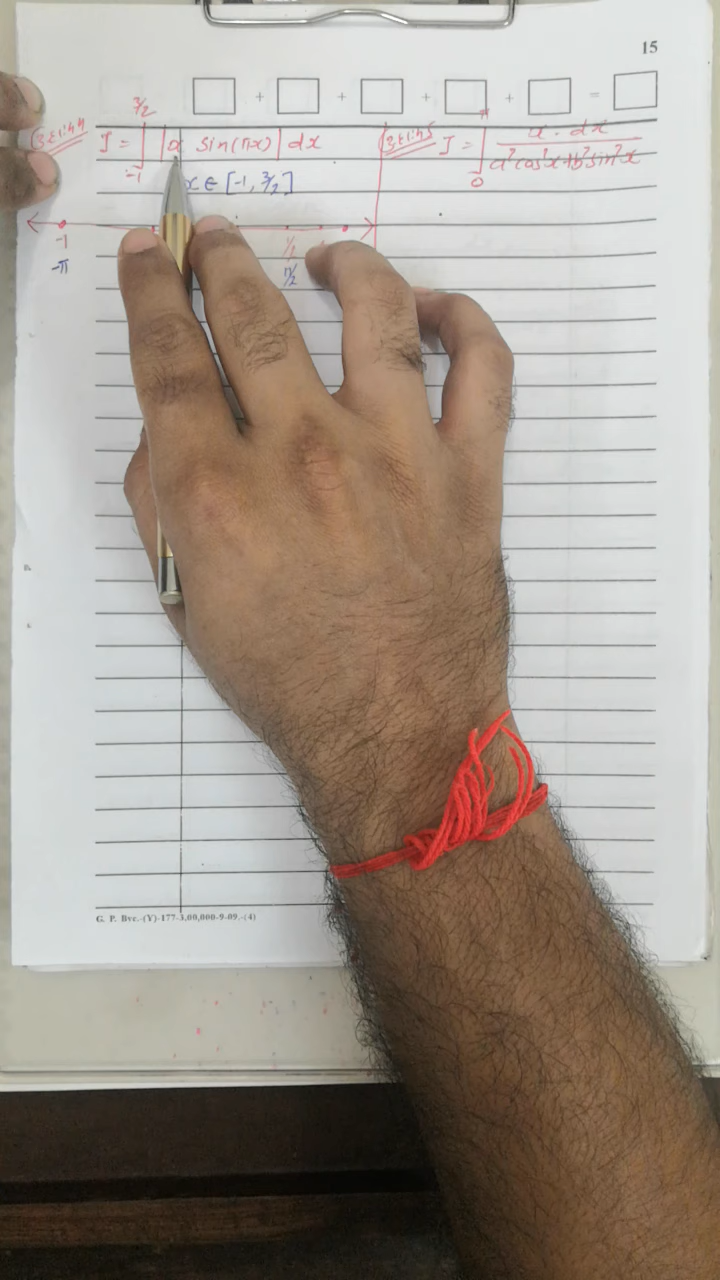 15
+ + + + =
3/2 π
Ex:44 I = ∫ |x sin(πx)| dx Ex:45 I = ∫ x · dx / a²cos²x+b²sin²x
-1 0
x ∈ [-1, 3/2]
-1 1/2
-π π/2
G. P. Bvc.-(Y)-177-3,00,000-9-09.-(4)